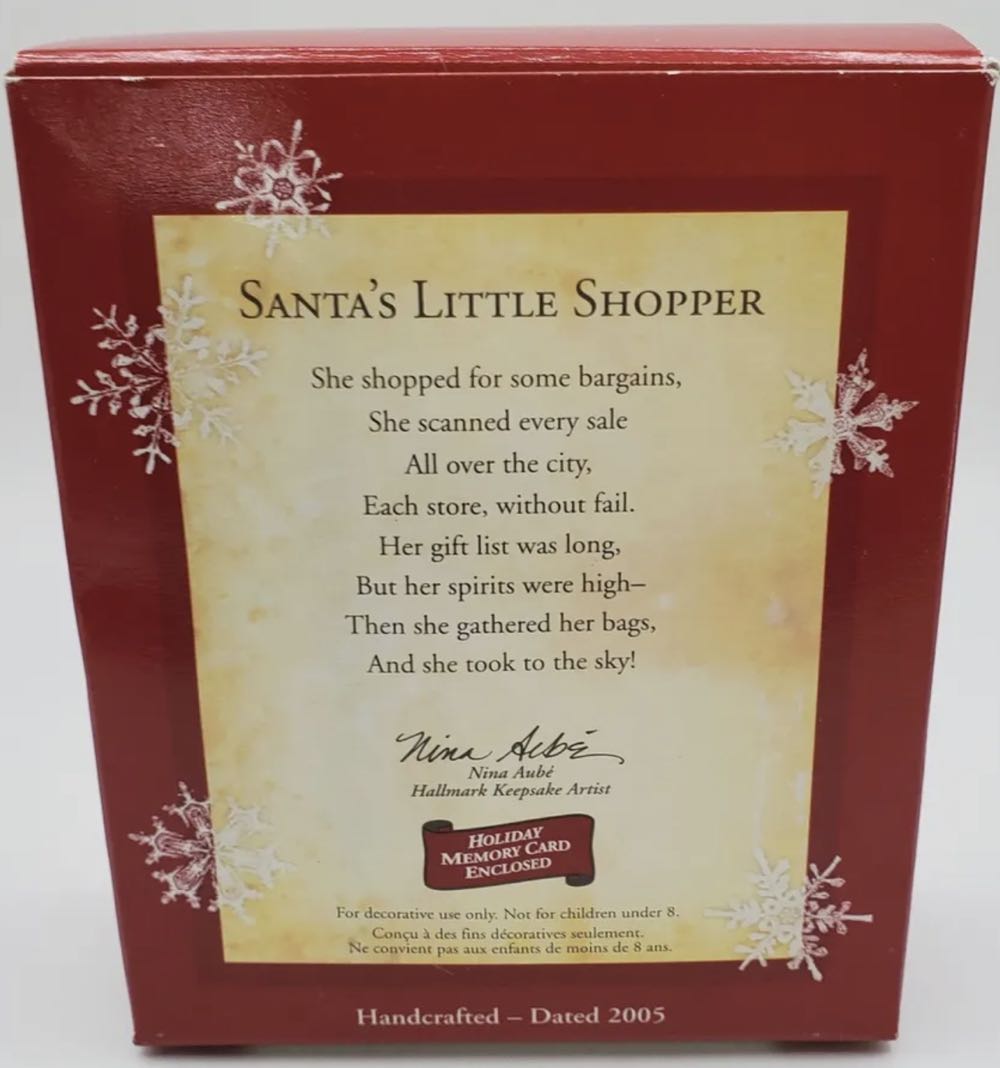 SANTA'S LITTLE SHOPPER
She shopped for some bargains,
She scanned every sale
All over the city,
Each store, without fail.
Her gift list was long,
But her spirits were high–
Then she gathered her bags,
And she took to the sky!
Nina Aubé
Nina Aubé
Hallmark Keepsake Artist
HOLIDAY
MEMORY CARD
ENCLOSED
For decorative use only. Not for children under 8.
Conçu à des fins décoratives seulement.
Ne convient pas aux enfants de moins de 8 ans.
Handcrafted – Dated 2005